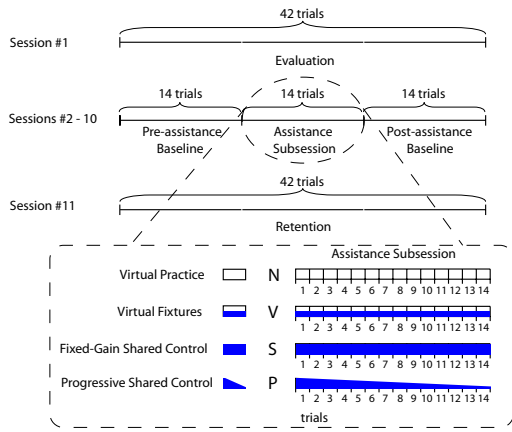 42 trials
Session #1
Evaluation
14 trials 14 trials 14 trials
Sessions #2 - 10
Pre-assistance Baseline
Assistance Subsession
Post-assistance Baseline
42 trials
Session #11
Retention
Assistance Subsession
Virtual Practice N
1 2 3 4 5 6 7 8 9 10 11 12 13 14
Virtual Fixtures V
1 2 3 4 5 6 7 8 9 10 11 12 13 14
Fixed-Gain Shared Control S
1 2 3 4 5 6 7 8 9 10 11 12 13 14
Progressive Shared Control P
1 2 3 4 5 6 7 8 9 10 11 12 13 14
trials